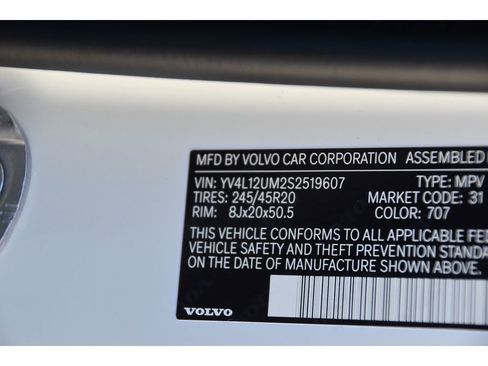 MFD BY VOLVO CAR CORPORATION ASSEMBLED
VIN: YV4L12UM2S2519607 TYPE: MPV
TIRES: 245/45R20 MARKET CODE: 31
RIM: 8Jx20x50.5 COLOR: 707
THIS VEHICLE CONFORMS TO ALL APPLICABLE FED
VEHICLE SAFETY AND THEFT PREVENTION STANDA
ON THE DATE OF MANUFACTURE SHOWN ABOVE.
VOLVO